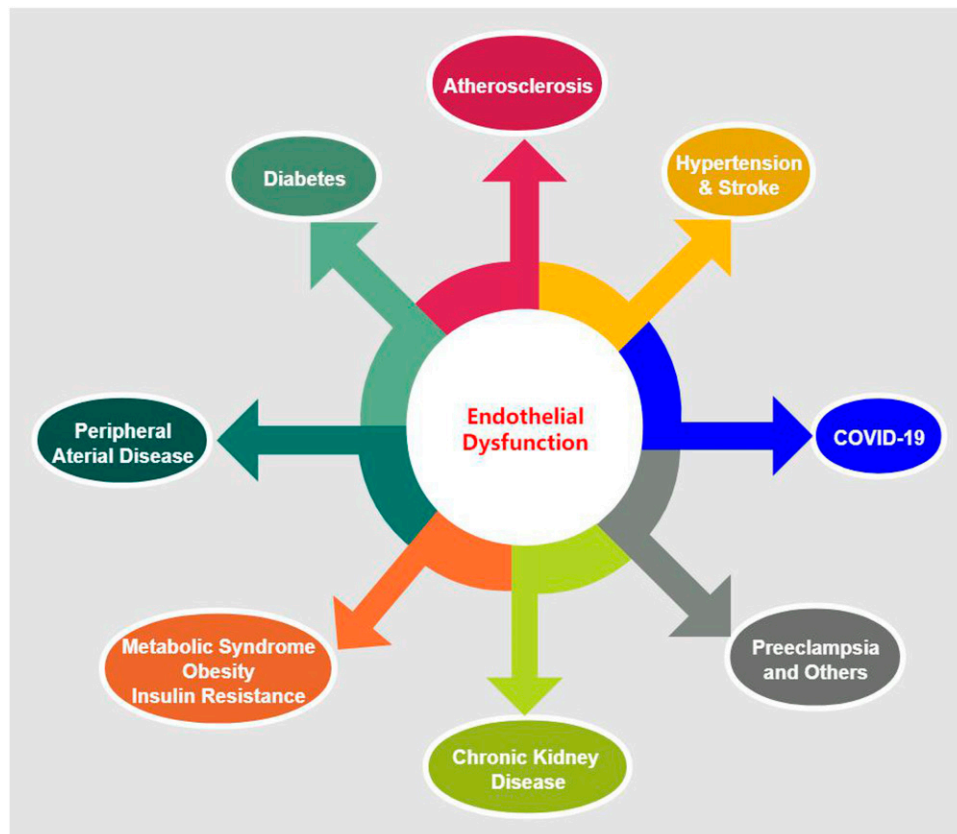 Atherosclerosis
Hypertension
& Stroke
Diabetes
Endothelial
Dysfunction
Peripheral
Aterial Disease
COVID-19
Metabolic Syndrome
Obesity
Insulin Resistance
Preeclampsia
and Others
Chronic Kidney
Disease